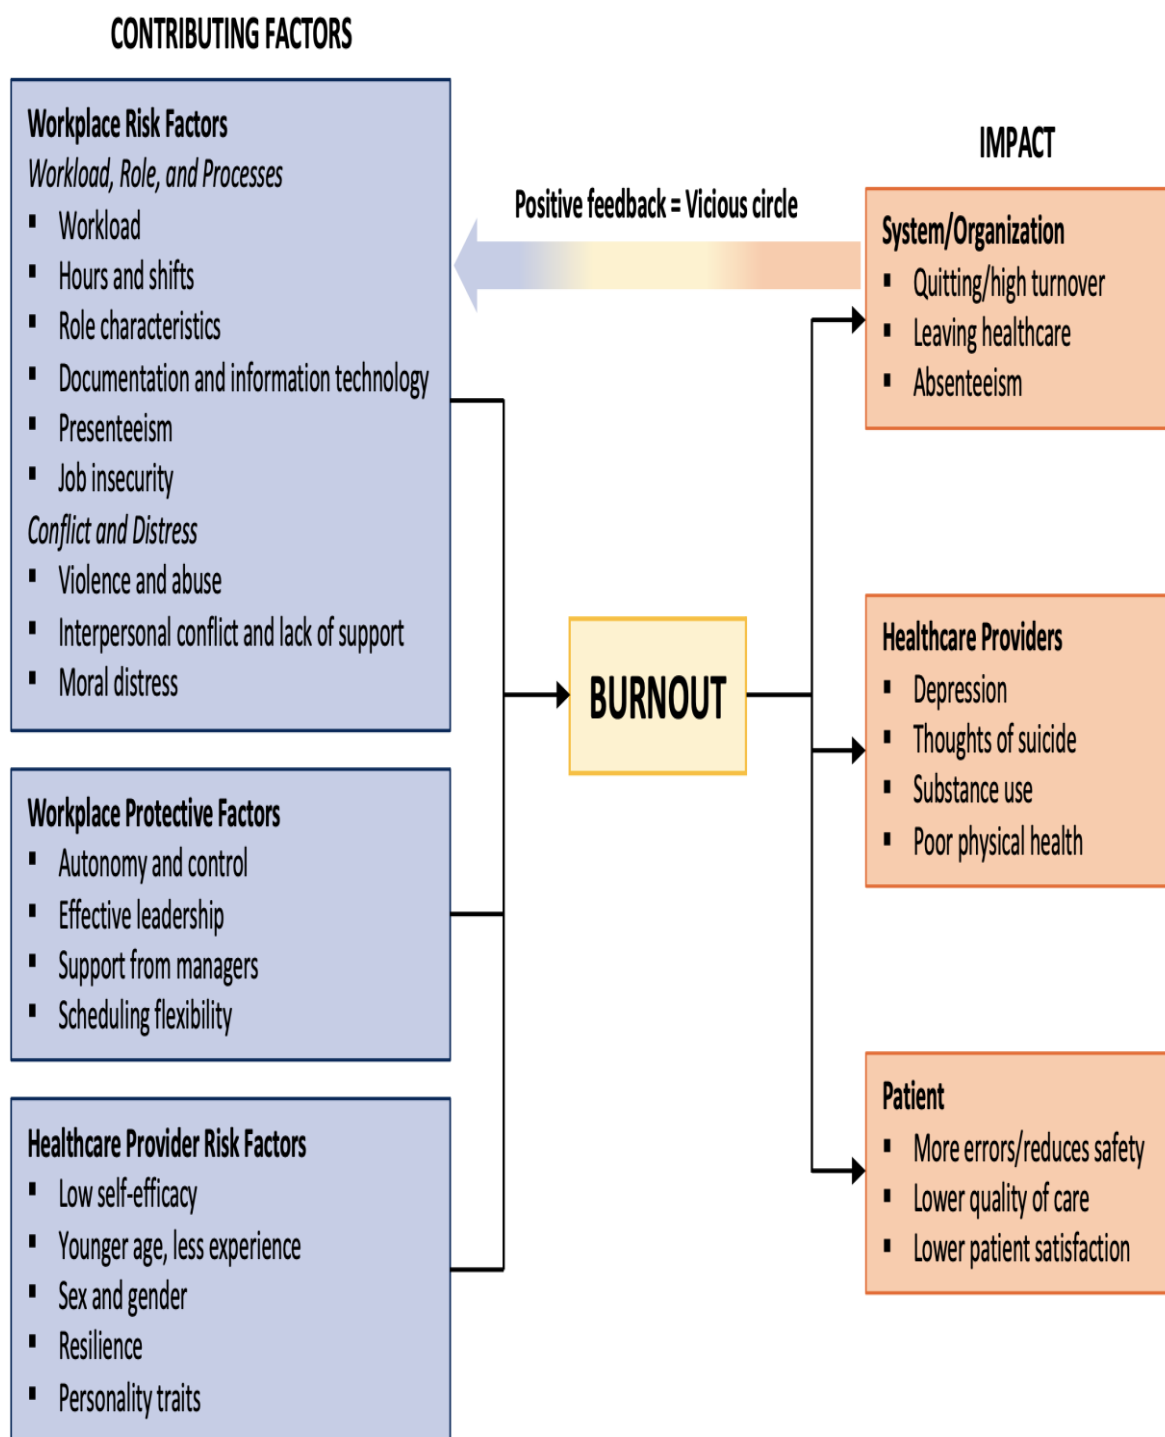 CONTRIBUTING FACTORS
Workplace Risk Factors
Workload, Role, and Processes
▪ Workload
▪ Hours and shifts
▪ Role characteristics
▪ Documentation and information technology
▪ Presenteeism
▪ Job insecurity
Conflict and Distress
▪ Violence and abuse
▪ Interpersonal conflict and lack of support
▪ Moral distress
Workplace Protective Factors
▪ Autonomy and control
▪ Effective leadership
▪ Support from managers
▪ Scheduling flexibility
Healthcare Provider Risk Factors
▪ Low self-efficacy
▪ Younger age, less experience
▪ Sex and gender
▪ Resilience
▪ Personality traits
Positive feedback = Vicious circle
BURNOUT
IMPACT
System/Organization
▪ Quitting/high turnover
▪ Leaving healthcare
▪ Absenteeism
Healthcare Providers
▪ Depression
▪ Thoughts of suicide
▪ Substance use
▪ Poor physical health
Patient
▪ More errors/reduces safety
▪ Lower quality of care
▪ Lower patient satisfaction